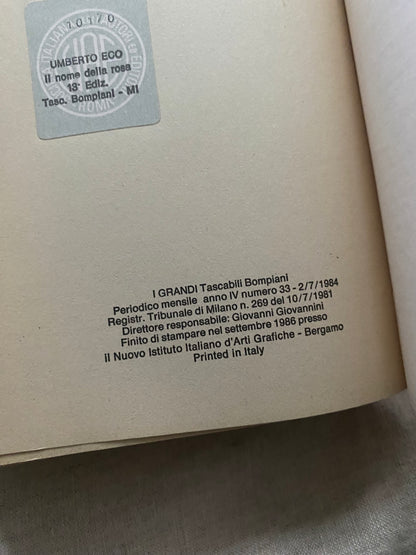 70170
UMBERTO ECO
Il nome della rosa
13ª Ediz.
Tasc. Bompiani - MI
I GRANDI Tascabili Bompiani
Periodico mensile anno IV numero 33 - 2/7/1984
Registr. Tribunale di Milano n. 269 del 10/7/1981
Direttore responsabile: Giovanni Giovannini
Finito di stampare nel settembre 1986 presso
il Nuovo Istituto Italiano d'Arti Grafiche - Bergamo
Printed in Italy